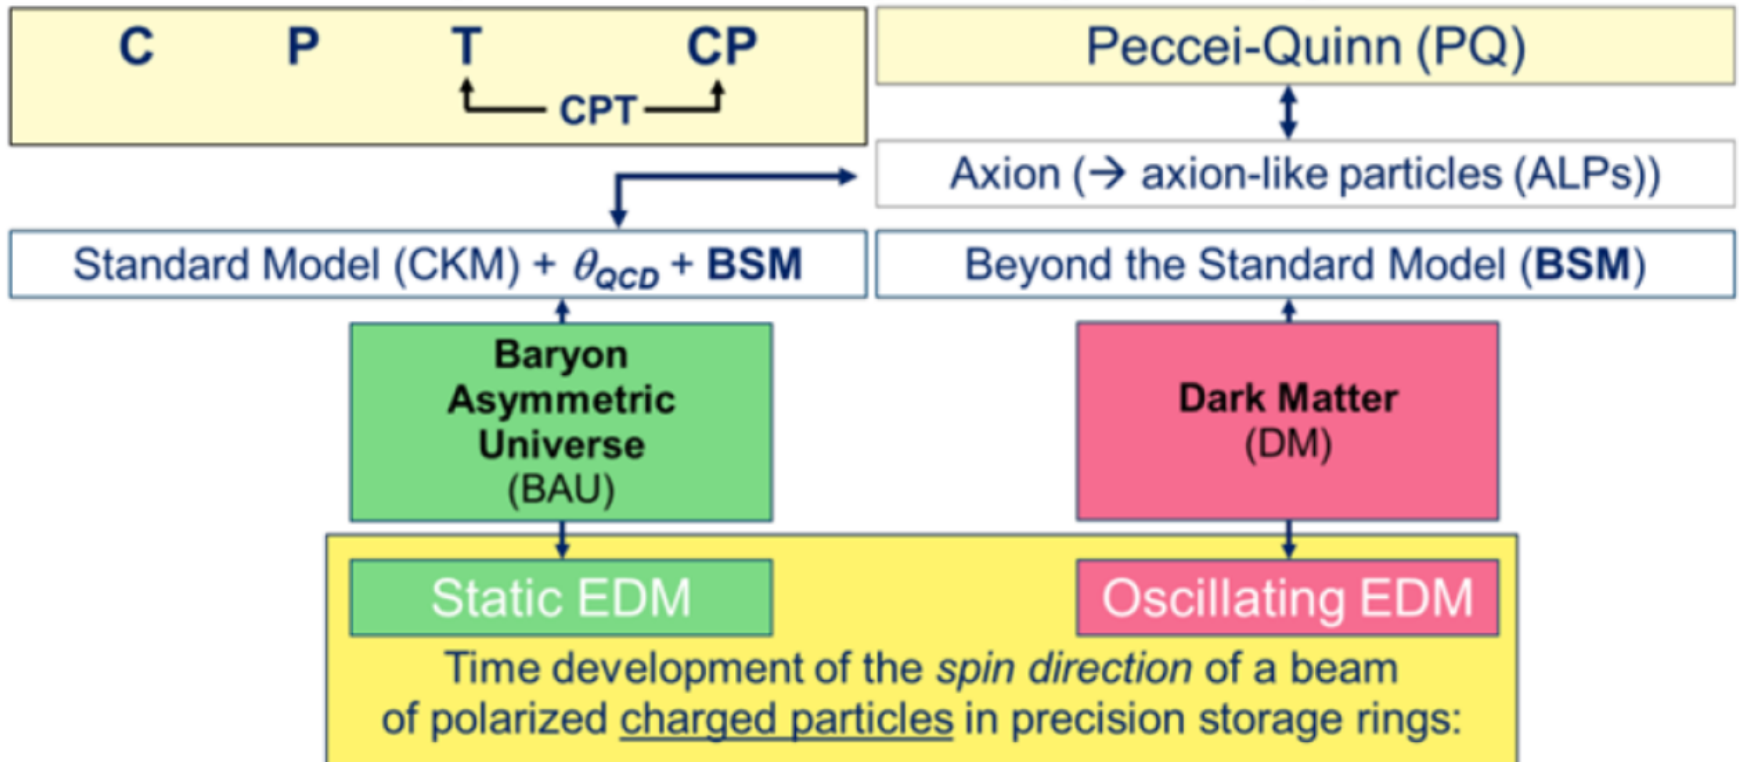 C P T CP
CPT
Peccei-Quinn (PQ)
Axion (→ axion-like particles (ALPs))
Standard Model (CKM) + θQCD + BSM
Beyond the Standard Model (BSM)
Baryon
Asymmetric
Universe
(BAU)
Dark Matter
(DM)
Static EDM
Oscillating EDM
Time development of the spin direction of a beam
of polarized charged particles in precision storage rings: